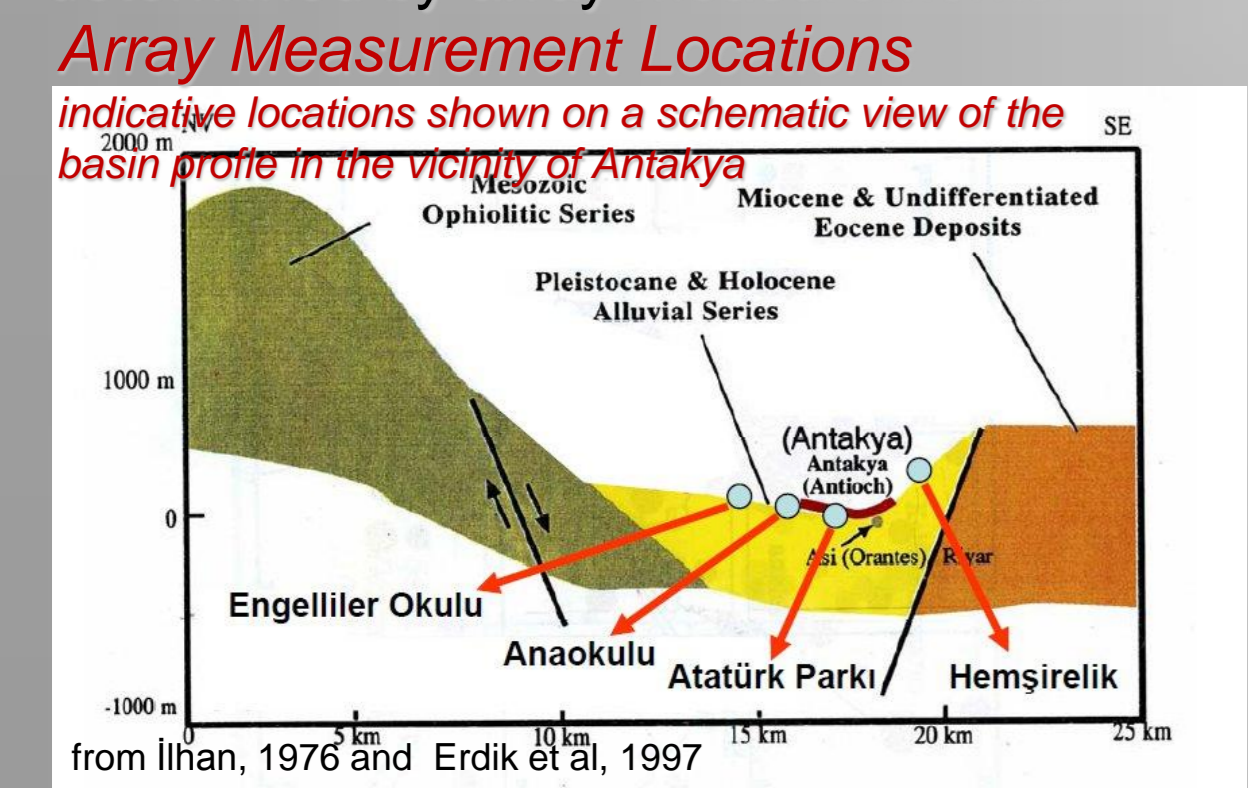 Array Measurement Locations
indicative locations shown on a schematic view of the
basin profle in the vicinity of Antakya
SE
2000 m
Mesozoic
Ophiolitic Series
Miocene & Undifferentiated
Eocene Deposits
Pleistocane & Holocene
Alluvial Series
1000 m
(Antakya)
Antakya
(Antioch)
0
Asi (Orantes)
Engelliler Okulu
Anaokulu
Atatürk Parkı
Hemşirelik
-1000 m
0
5 km
10 km
15 km
20 km
25 km
from İlhan, 1976 and Erdik et al, 1997